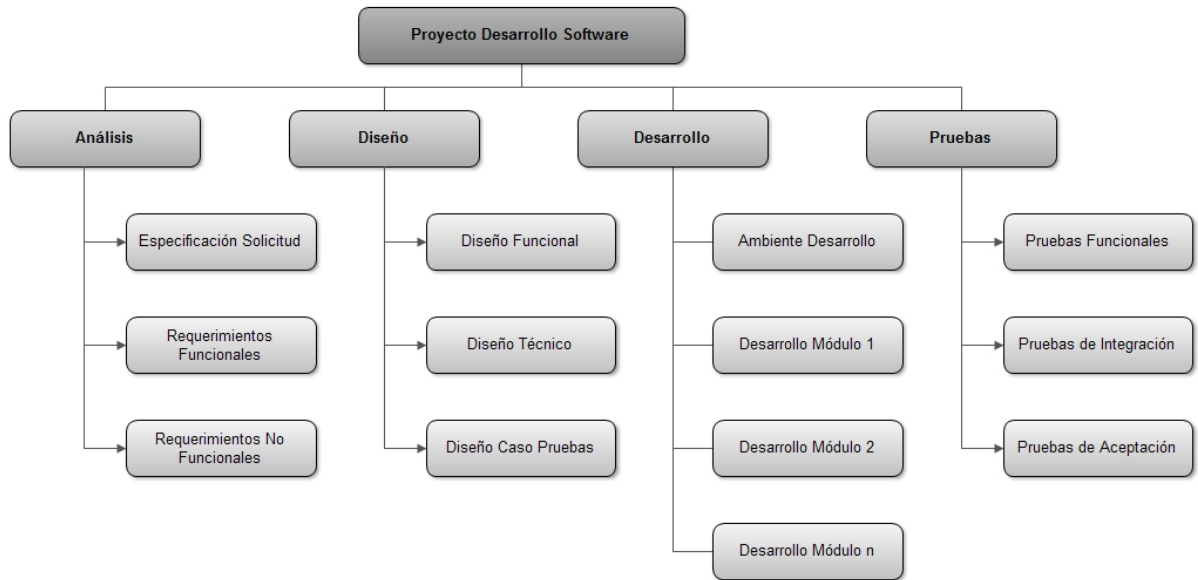 Proyecto Desarrollo Software
Análisis
Diseño
Desarrollo
Pruebas
Especificación Solicitud
Diseño Funcional
Ambiente Desarrollo
Pruebas Funcionales
Requerimientos
Funcionales
Diseño Técnico
Desarrollo Módulo 1
Pruebas de Integración
Requerimientos No
Funcionales
Diseño Caso Pruebas
Desarrollo Módulo 2
Pruebas de Aceptación
Desarrollo Módulo n